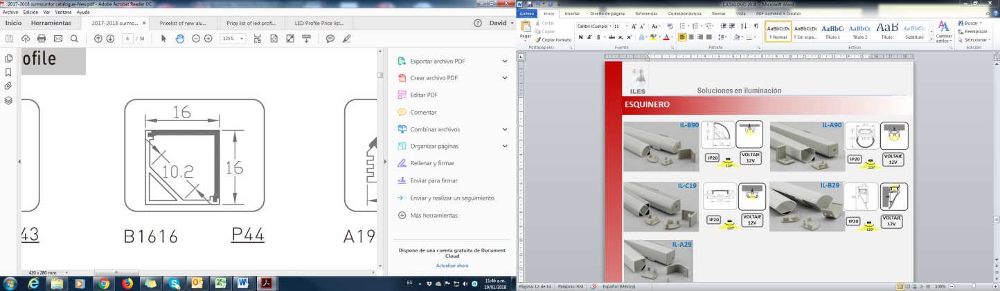 2017-2018 surmountor catalogue-New.pdf - Adobe Acrobat Reader DC
Archivo Edición Ver Ventana Ayuda
Inicio Herramientas 2017-2018 surmo... × Pricelist of new alu... Price list of led profi... LED Profile Price list... David
6 / 58 125%
ofile
16
10,2
16
43 B1616 P44 A19
420 x 280 mm
Exportar archivo PDF
Crear archivo PDF
Editar PDF
Comentar
Combinar archivos
Organizar páginas
Rellenar y firmar
Enviar para firmar
Enviar y realizar un seguimiento
Más herramientas
Dispone de una cuenta gratuita de Document
Cloud
Actualizar ahora
ES 11:46 a.m.
19/01/2018
CATALOGO 2018 - Microsoft Word
Archivo Inicio Insertar Diseño de página Referencias Correspondencia Revisar Vista PDF Architect 5 Creator
Pegar
Cortar
Copiar
Copiar formato
Portapapeles
Calibri (Cuerpo) 11
N K S abc
Fuente
Párrafo
AaBbCcDc AaBbCcDc AaBbC AaBbCc AaB AaBbCc.
¶ Normal ¶ Sin espa... Título 1 Título 2 Título Subtítulo
Cambiar
estilos
Estilos
Buscar
Reemplazar
Seleccionar
Edición
ILES
Soluciones en iluminación
ESQUINERO
IL-B90
16
16
IP20
120°
VOLTAJE
12V
IL-A90
16.5
IP20
120°
VOLTAJE
12V
IL-C19
IP20
120°
VOLTAJE
12V
IL-B29
IP20
120°
VOLTAJE
12V
IL-A29
Página: 12 de 14 Palabras: 924 Español (México) 100%